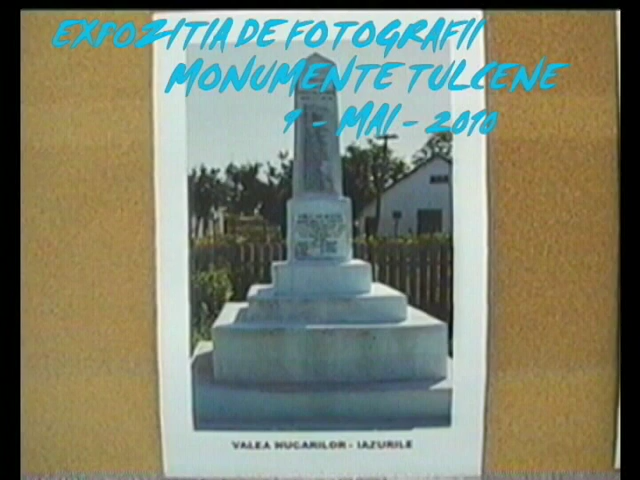 EXPOZITIA DE FOTOGRAFII
MONUMENTE TULCENE
1 - MAI - 2010
VALEA NUCARILOR - IAZURILE